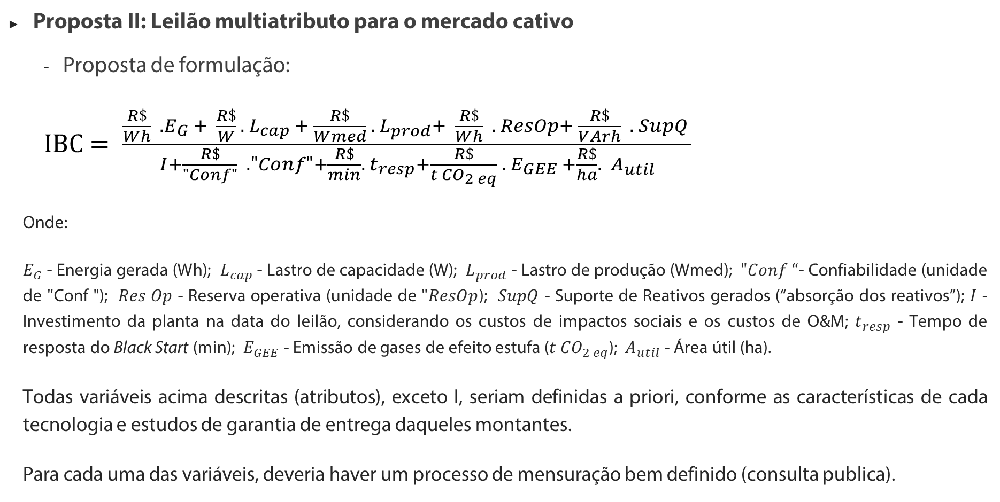 ► Proposta II: Leilão multiatributo para o mercado cativo
- Proposta de formulação:
IBC = \frac{\frac{R$}{Wh} .E_G + \frac{R$}{W} . L_{cap} + \frac{R$}{Wmed} . L_{prod} + \frac{R$}{Wh} . ResOp + \frac{R$}{VArh} . SupQ}{I + \frac{R$}{"Conf"} ."Conf" + \frac{R$}{min} . t_{resp} + \frac{R$}{t CO_{2 eq}} . E_{GEE} + \frac{R$}{ha} . A_{util}}
Onde:
E_G - Energia gerada (Wh); L_{cap} - Lastro de capacidade (W); L_{prod} - Lastro de produção (Wmed); "Conf “- Confiabilidade (unidade
de "Conf "); Res Op - Reserva operativa (unidade de "ResOp); SupQ - Suporte de Reativos gerados (“absorção dos reativos”); I -
Investimento da planta na data do leilão, considerando os custos de impactos sociais e os custos de O&M; t_{resp} - Tempo de
resposta do Black Start (min); E_{GEE} - Emissão de gases de efeito estufa (t CO_{2 eq}); A_{util} - Área útil (ha).
Todas variáveis acima descritas (atributos), exceto I, seriam definidas a priori, conforme as características de cada
tecnologia e estudos de garantia de entrega daqueles montantes.
Para cada uma das variáveis, deveria haver um processo de mensuração bem definido (consulta publica).